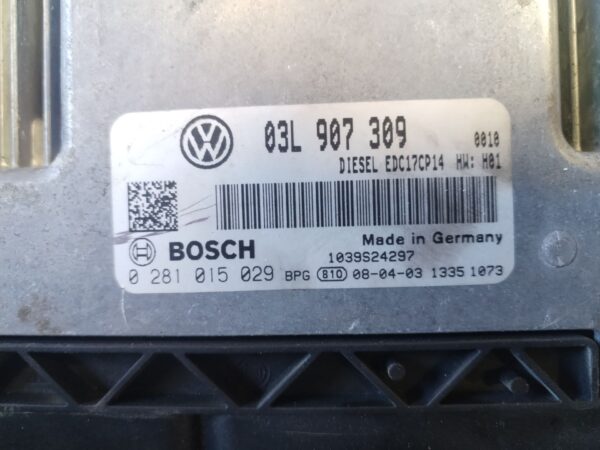 03L 907 309 0010
DIESEL EDC17CP14 HW: H01
Made in Germany
BOSCH 1039S24297
0 281 015 029 BPG 810 08-04-03 1335 1073